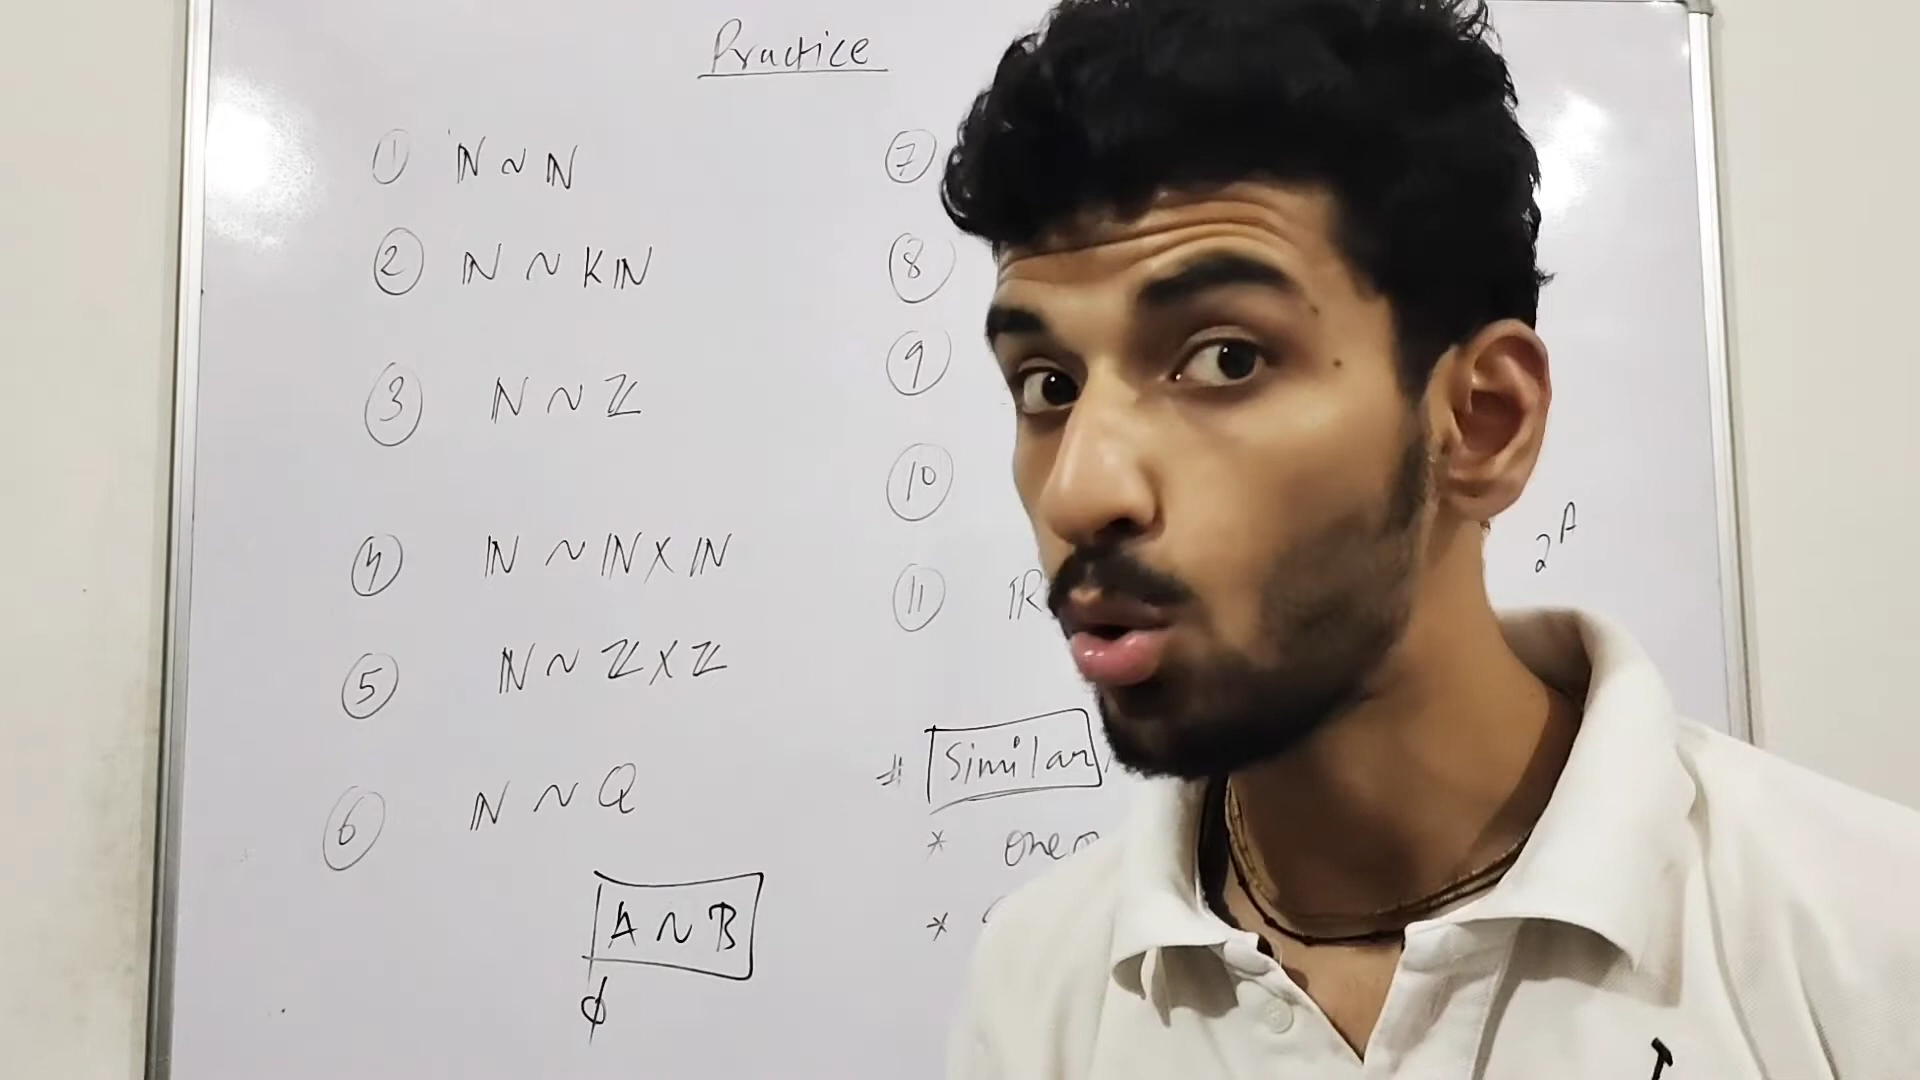 Practice
① ℕ ~ ℕ
② ℕ ~ Kℕ
③ ℕ ~ ℤ
④ ℕ ~ ℕ X ℕ
⑤ ℕ ~ ℤ X ℤ
⑥ ℕ ~ Q
A ~ B
ϕ
⑦
⑧
⑨
⑩
2^A
⑪ ℝ
# Similar
* one
*